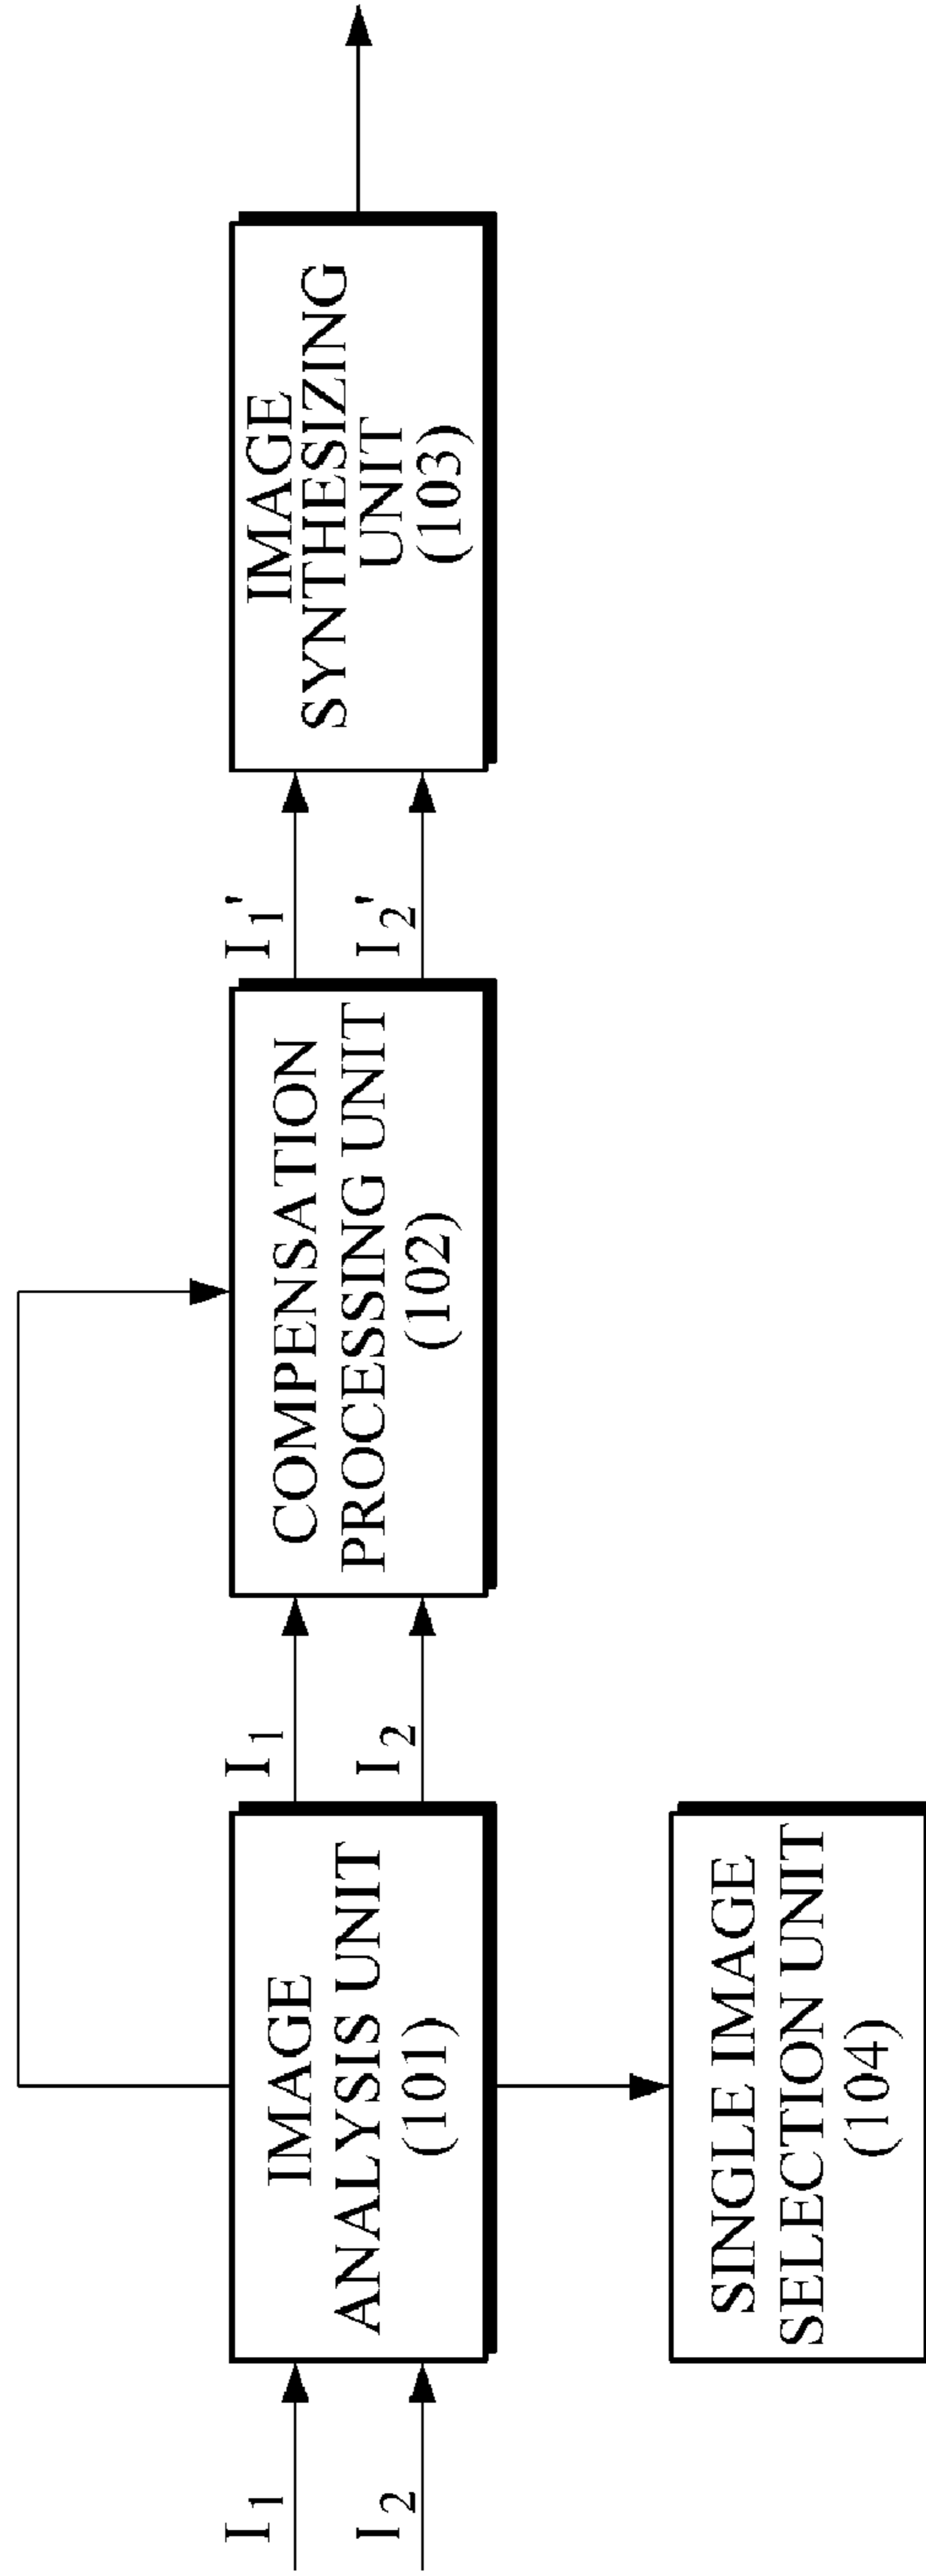 I1
I2
IMAGE
ANALYSIS UNIT
(101)
I1
I2
COMPENSATION
PROCESSING UNIT
(102)
I1'
I2'
IMAGE
SYNTHESIZING
UNIT
(103)
SINGLE IMAGE
SELECTION UNIT
(104)